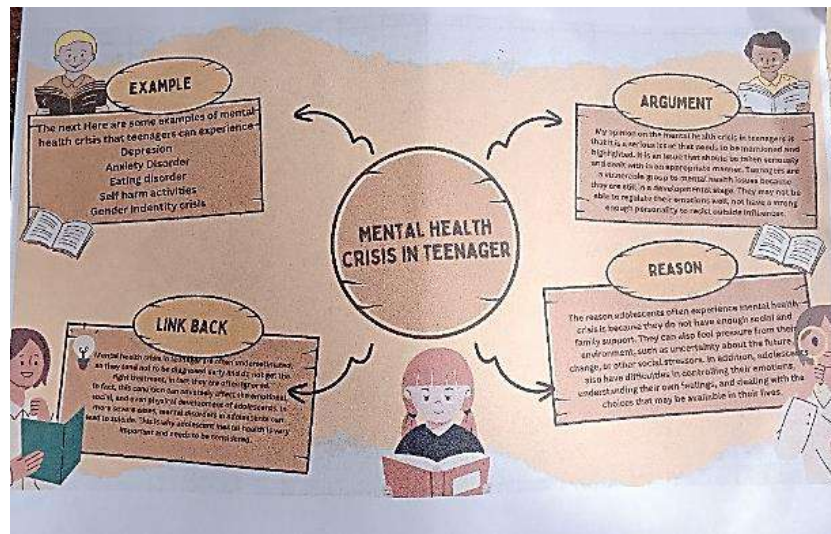 EXAMPLE
The next Here are some examples of mental
health crisis that teenagers can experience
Depresion
Anxiety Disorder
Eating disorder
Self harm activities
Gender indentity crisis
ARGUMENT
My opinion on the mental health crisis in teenagers is
that it is a serious issue that needs to be mentioned and
highlighted. It is an issue that should be taken seriously
and dealt with in an appropriate manner. Teenagers are
a vulnerable group to mental health issues because
they are still in a developmental stage. They may not be
able to regulate their emotions well, not have a strong
enough personality to resist outside influences.
MENTAL HEALTH
CRISIS IN TEENAGER
LINK BACK
Mental health crisis in teenager are often underestimated,
as they tend not to be diagnosed early and do not get the
right treatment, in fact they are often ignored.
In fact, this condition can adversely affect the emotional,
social, and even physical development of adolescents. In
more severe cases, mental disorders in adolescents can
lead to suicide. This is why adolescent mental health is very
important and needs to be considered.
REASON
The reason adolescents often experience mental health
crisis is because they do not have enough social and
family support. They can also feel pressure from their
environment, such as uncertainty about the future,
change, or other social stressors. In addition, adolescents
also have difficulties in controlling their emotions,
understanding their own feelings, and dealing with the
choices that may be available in their lives.